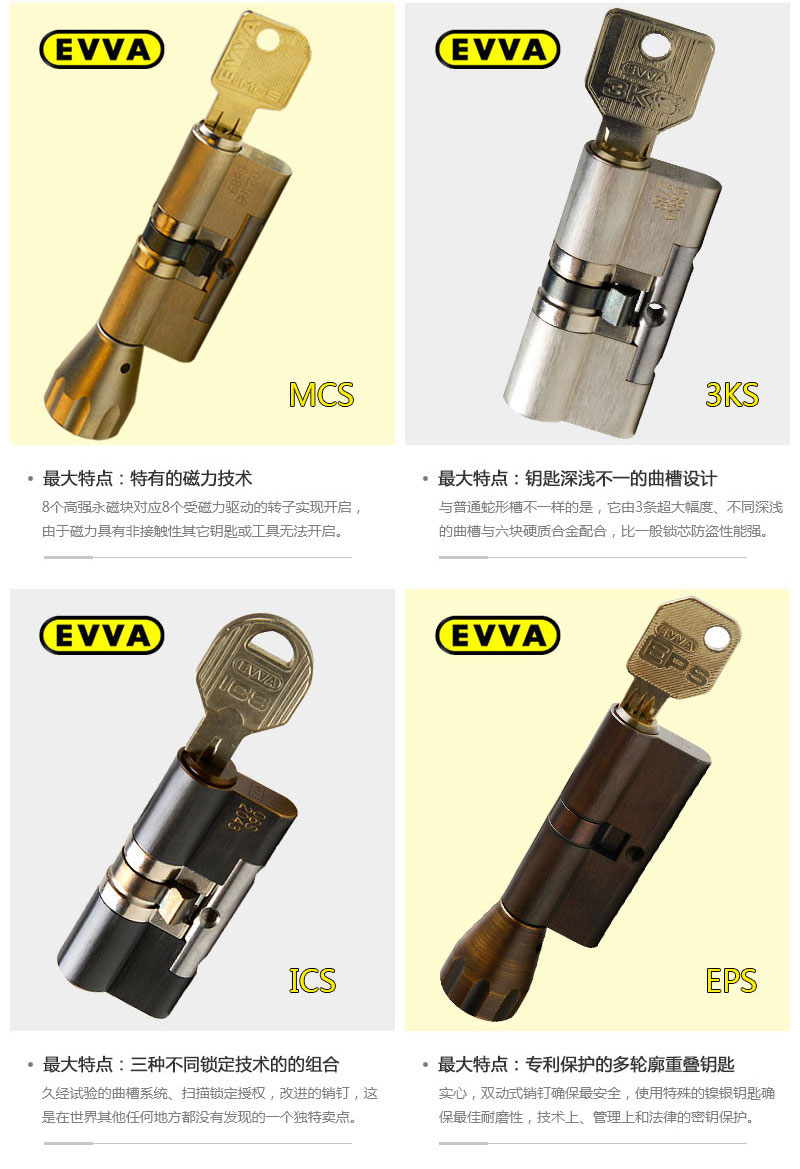 EVVA
EVVA
MCS
MCS
EVVA
EVVA
3KS
3KS
最大特点：特有的磁力技术
8个高强永磁块对应8个受磁力驱动的转子实现开启，
由于磁力具有非接触性其它钥匙或工具无法开启。
最大特点：钥匙深浅不一的曲槽设计
与普通蛇形槽不一样的是，它由3条超大幅度、不同深浅
的曲槽与六块硬质合金配合，比一般锁芯防盗性能强。
EVVA
EVVA
ICS
ICS
EVVA
EVVA
EPS
EPS
最大特点：三种不同锁定技术的的组合
久经试验的曲槽系统、扫描锁定授权，改进的销钉，这
是在世界其他任何地方都没有发现的一个独特卖点。
最大特点：专利保护的多轮廓重叠钥匙
实心，双动式销钉确保最安全，使用特殊的镍银钥匙确
保最佳耐磨性，技术上、管理上和法律的密钥保护。